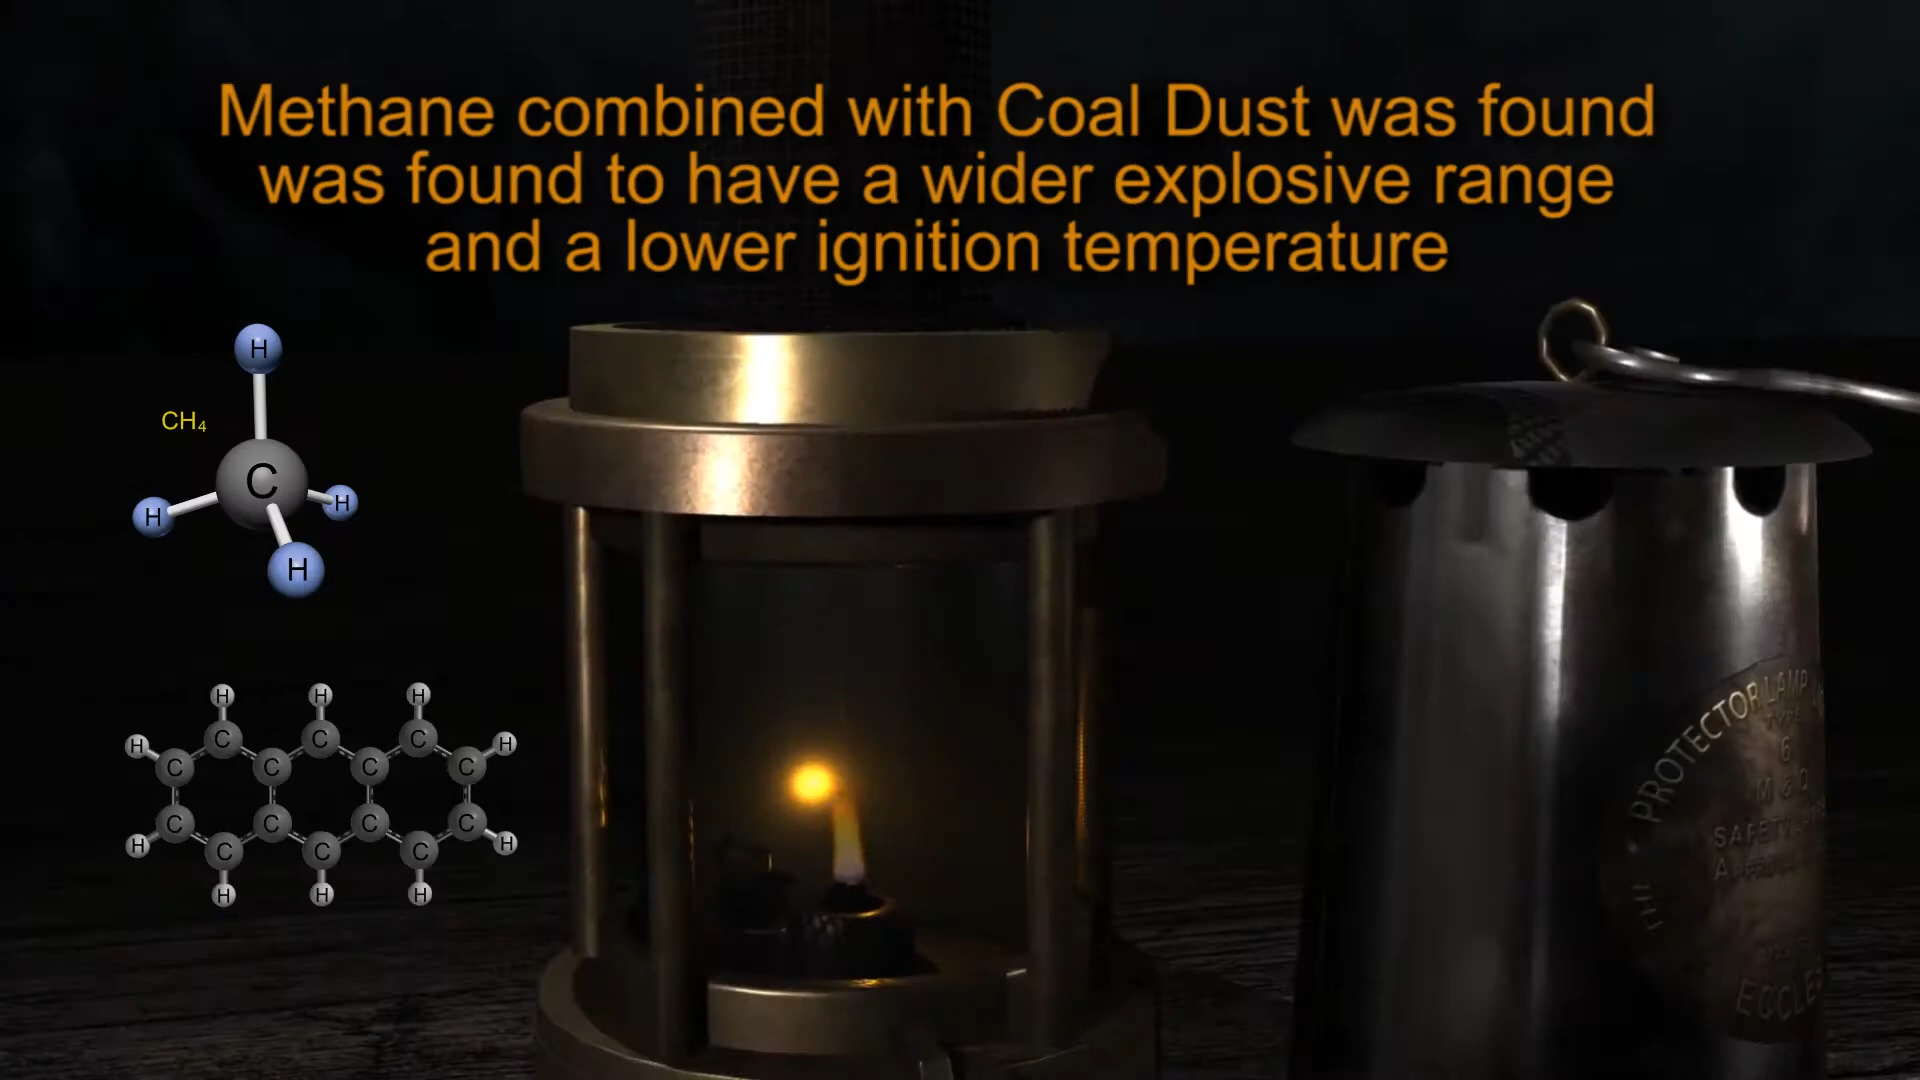 Methane combined with Coal Dust was found
was found to have a wider explosive range
and a lower ignition temperature
H
CH₄
C
H
H
H
H H H
H C C C H
C C C C
C C C C
H C C C H
H H H
THE PROTECTOR LAMP
TYPE
6
M & Q
SAFETY
ECCLES